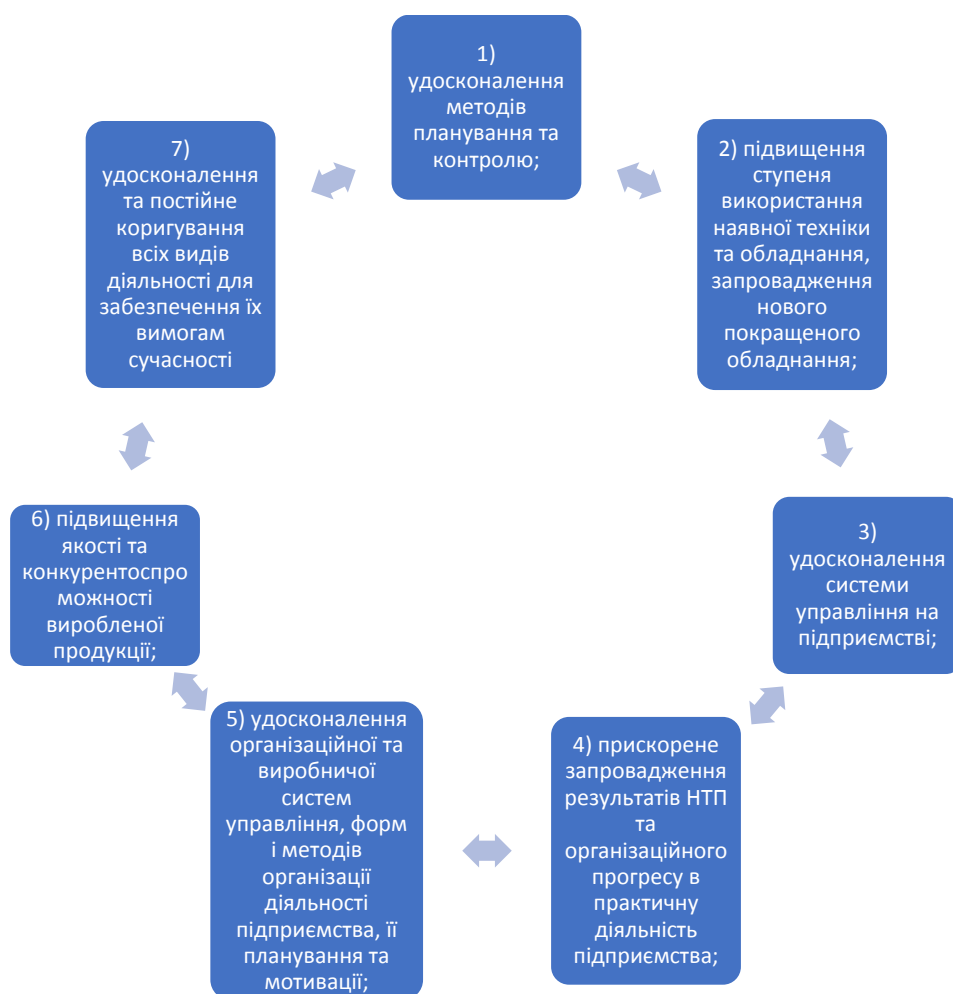 1)
удосконалення
методів
планування та
контролю;
2) підвищення
ступеня
використання
наявної техніки
та обладнання,
запровадження
нового
покращеного
обладнання;
3)
удосконалення
системи
управління на
підприємстві;
4) прискорене
запровадження
результатів НТП
та
організаційного
прогресу в
практичну
діяльність
підприємства;
5) удосконалення
організаційної та
виробничої
систем
управління, форм
і методів
організації
діяльності
підприємства, її
планування та
мотивації;
6) підвищення
якості та
конкурентоспро
можності
виробленої
продукції;
7)
удосконалення
та постійне
коригування
всіх видів
діяльності для
забезпечення їх
вимогам
сучасності